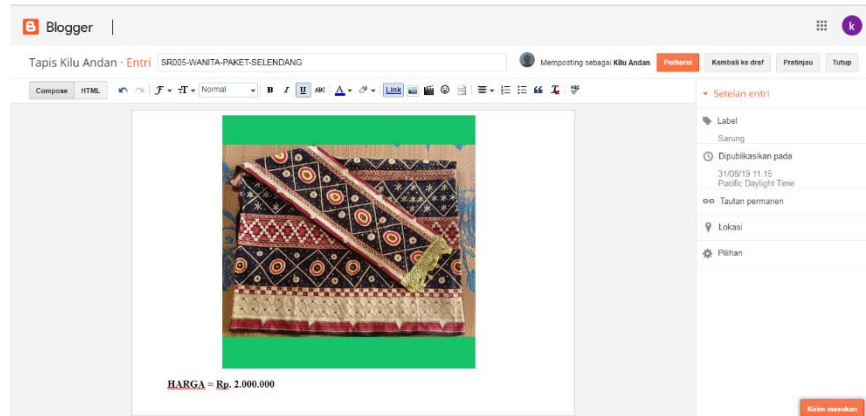 Blogger
k
Tapis Kilu Andan · Entri SR005-WANITA-PAKET-SELENDANG Memposting sebagai Kilu Andan Perbarui Kembali ke draf Pratinjau Tutup
Compose HTML Normal B I U ABC A Link
Setelan entri
Label
Sarung
Dipublikasikan pada
31/08/19 11.15
Pacific Daylight Time
Tautan permanen
Lokasi
Pilihan
HARGA = Rp. 2.000.000
Kirim masukan